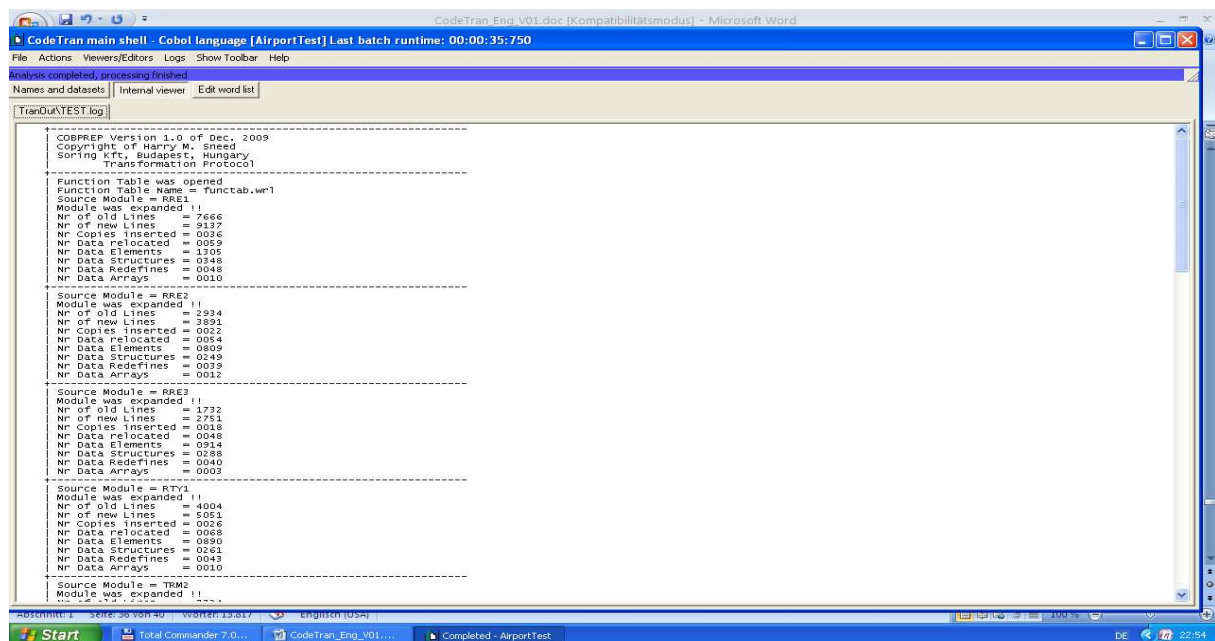 CodeTran_Eng_V01.doc [Kompatibilitätsmodus] - Microsoft Word
CodeTran main shell - Cobol language [AirportTest] Last batch runtime: 00:00:35:750
File Actions Viewers/Editors Logs Show Toolbar Help
Analysis completed, processing finished
Names and datasets Internal viewer Edit word list
TranOut\TEST.log
COBPREP Version 1.0 of Dec. 2009
Copyright of Harry M. Sneed
Soring Kft, Budapest, Hungary
Transformation Protocol
Function Table was opened
Function Table Name = functab.wrl
Source Module = RRE1
Module was expanded !!
Nr of old Lines = 7666
Nr of new Lines = 9137
Nr Copies inserted = 0036
Nr Data relocated = 0059
Nr Data Elements = 1305
Nr Data Structures = 0348
Nr Data Redefines = 0048
Nr Data Arrays = 0010
Source Module = RRE2
Module was expanded !!
Nr of old Lines = 2934
Nr of new Lines = 3891
Nr Copies inserted = 0022
Nr Data relocated = 0054
Nr Data Elements = 0809
Nr Data Structures = 0249
Nr Data Redefines = 0039
Nr Data Arrays = 0012
Source Module = RRE3
Module was expanded !!
Nr of old Lines = 1732
Nr of new Lines = 2751
Nr Copies inserted = 0018
Nr Data relocated = 0048
Nr Data Elements = 0914
Nr Data Structures = 0288
Nr Data Redefines = 0040
Nr Data Arrays = 0003
Source Module = RTY1
Module was expanded !!
Nr of old Lines = 4004
Nr of new Lines = 5051
Nr Copies inserted = 0026
Nr Data relocated = 0068
Nr Data Elements = 0890
Nr Data Structures = 0261
Nr Data Redefines = 0043
Nr Data Arrays = 0010
Source Module = TRM2
Module was expanded !!
Abschnitt: 1 Seite: 36 von 40 Wörter: 13.817 Englisch (USA) 100 %
Start Total Commander 7.0... CodeTran_Eng_V01.... Completed - AirportTest DE 22:54